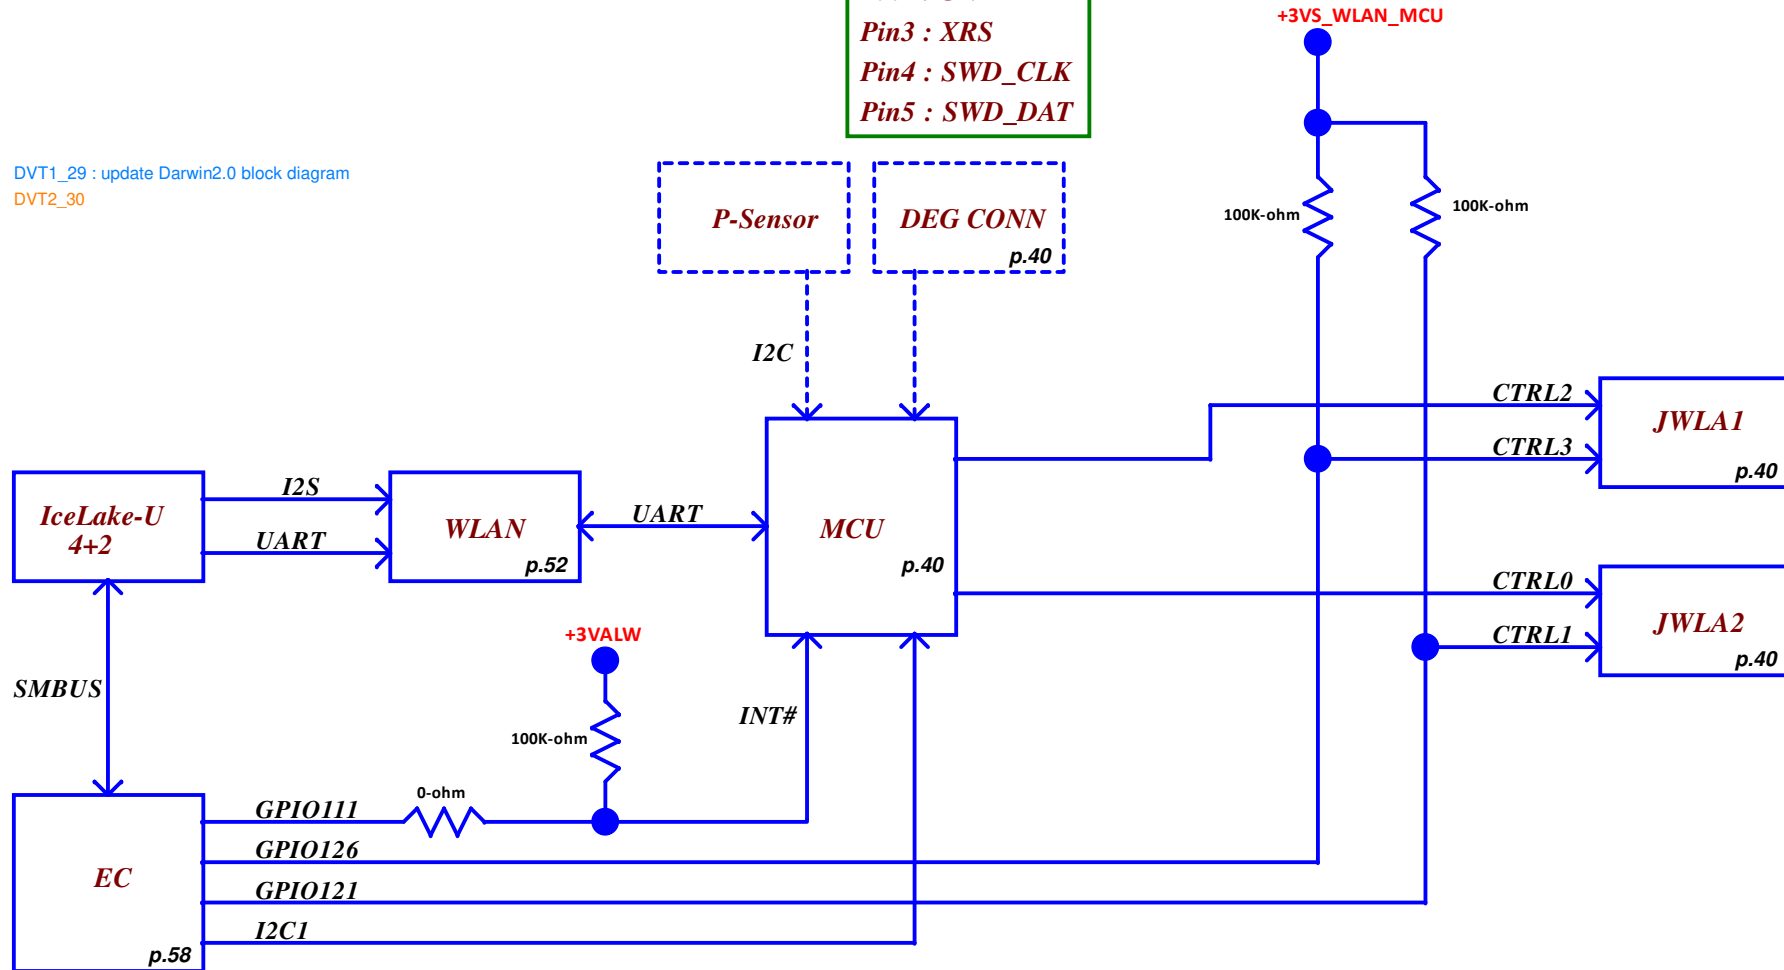 +3VS_WLAN_MCU
Pin3 : XRS
Pin4 : SWD_CLK
Pin5 : SWD_DAT
DVT1_29 : update Darwin2.0 block diagram
DVT2_30
P-Sensor
DEG CONN
p.40
100K-ohm
100K-ohm
I2C
CTRL2
JWLA1
CTRL3
p.40
I2S
IceLake-U
4+2
UART
WLAN
p.52
UART
MCU
p.40
CTRL0
JWLA2
CTRL1
p.40
+3VALW
SMBUS
INT#
100K-ohm
0-ohm
GPIO111
GPIO126
EC
GPIO121
I2C1
p.58